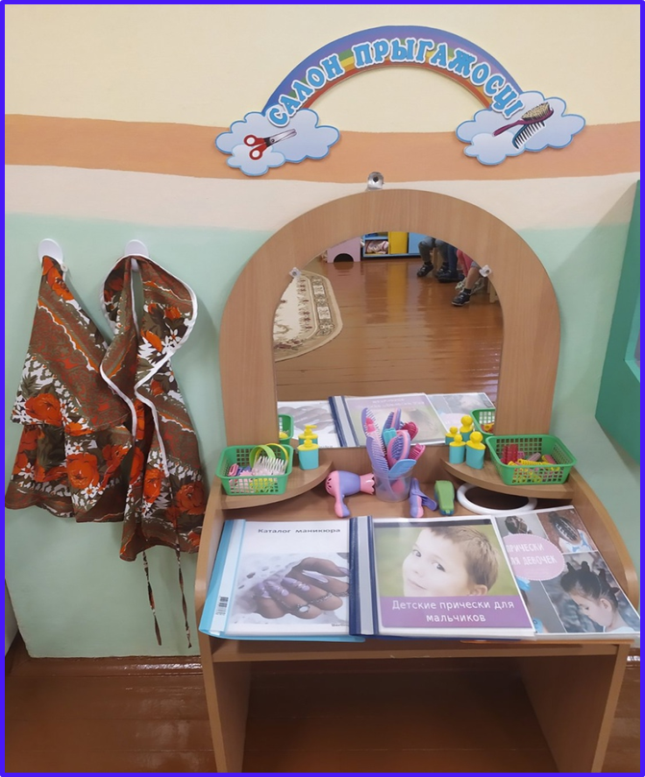 САЛОН ПРЫГАЖОСЦІ
Каталог маникюра
Детские прически для
мальчиков
ПРИЧЕСКИ
ДЛЯ ДЕВОЧЕК